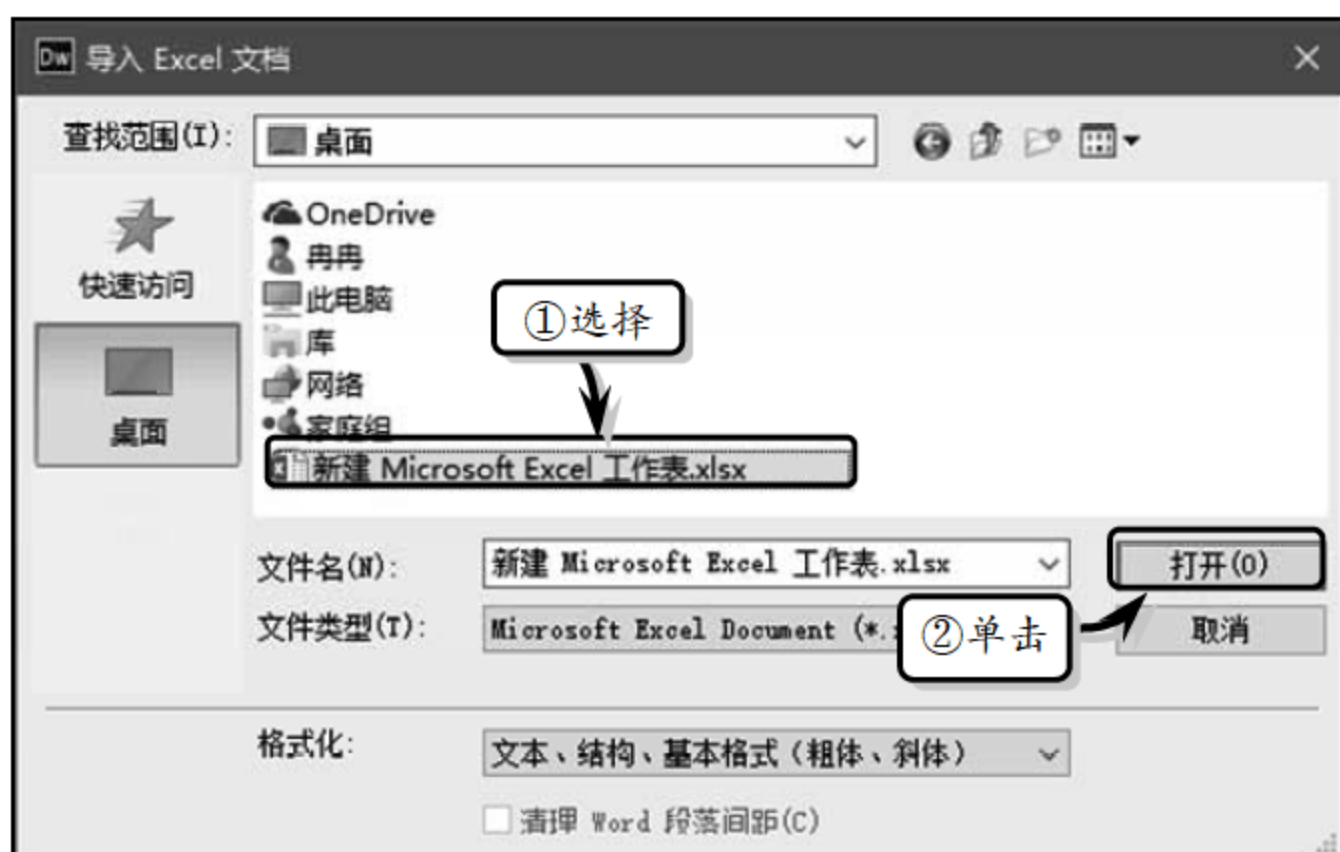 Dw 导入 Excel 文档
查找范围(I): 桌面
OneDrive
冉冉
快速访问
此电脑
①选择
库
网络
桌面
家庭组
新建 Microsoft Excel 工作表.xlsx
文件名(N): 新建 Microsoft Excel 工作表.xlsx 打开(O)
文件类型(T): Microsoft Excel Document (*. ②单击 取消
格式化: 文本、结构、基本格式（粗体、斜体）
清理 Word 段落间距(C)